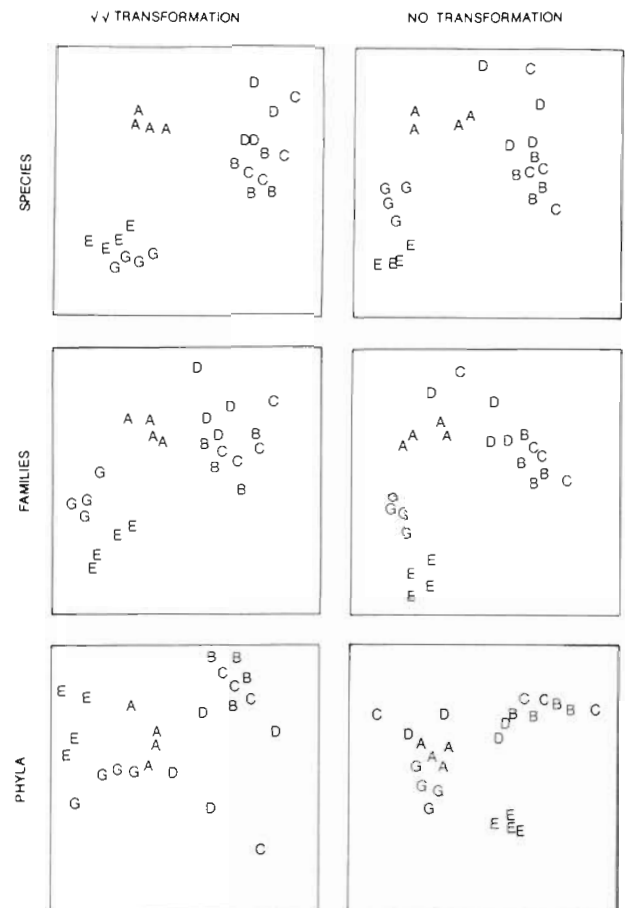 √√ TRANSFORMATION
NO TRANSFORMATION
SPECIES
D
C
A D
A A A
D D
B C
B
C
C
B B
E
E E
E
G G
G
G
D C
D
A A
A A
D D
B
B C C
G G B
G B C
G
E
E E E
FAMILIES
D
D C
A A D
A A D B
B C C
B C
G B
G G
G
E E
E
E
C
D D
A
A A A D D B
B C C
B B C
G
G G
G
E
E E
E
PHYLA
B B
C B
E E C
A D B C
A D
E A
E G G G A D
G D
C
C D C C B B C
D D B B
A A
A D
G A
G G
G
E E
E E